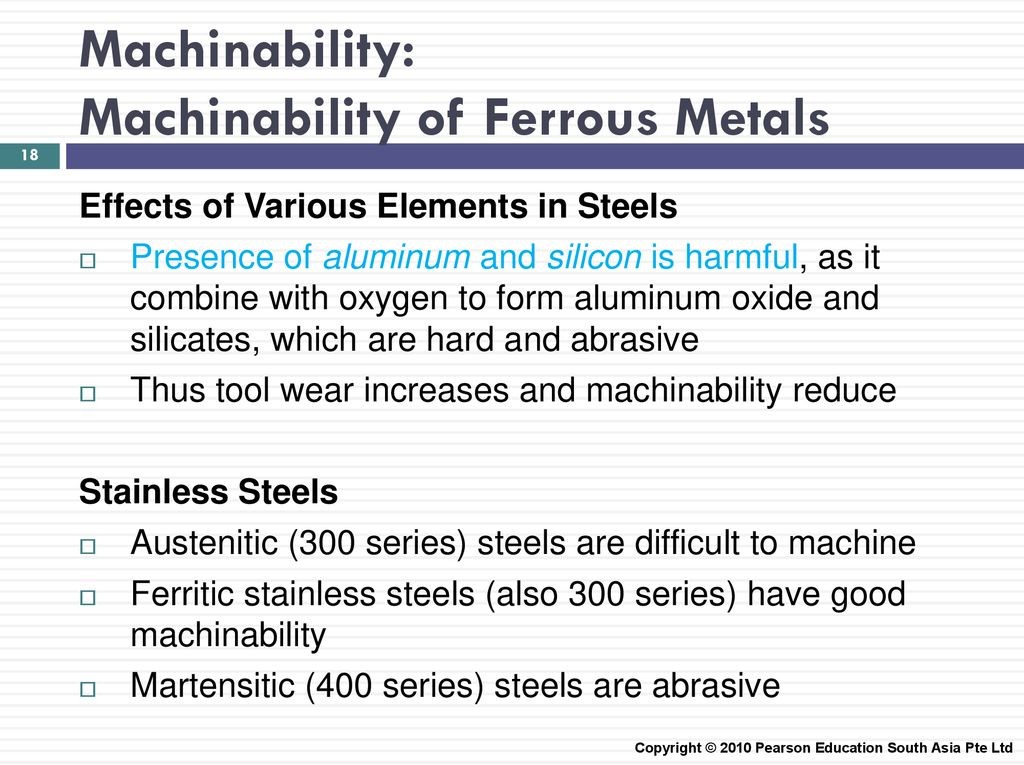 Machinability:
Machinability of Ferrous Metals
18
Effects of Various Elements in Steels
Presence of aluminum and silicon is harmful, as it
combine with oxygen to form aluminum oxide and
silicates, which are hard and abrasive
Thus tool wear increases and machinability reduce
Stainless Steels
Austenitic (300 series) steels are difficult to machine
Ferritic stainless steels (also 300 series) have good
machinability
Martensitic (400 series) steels are abrasive
Copyright © 2010 Pearson Education South Asia Pte Ltd